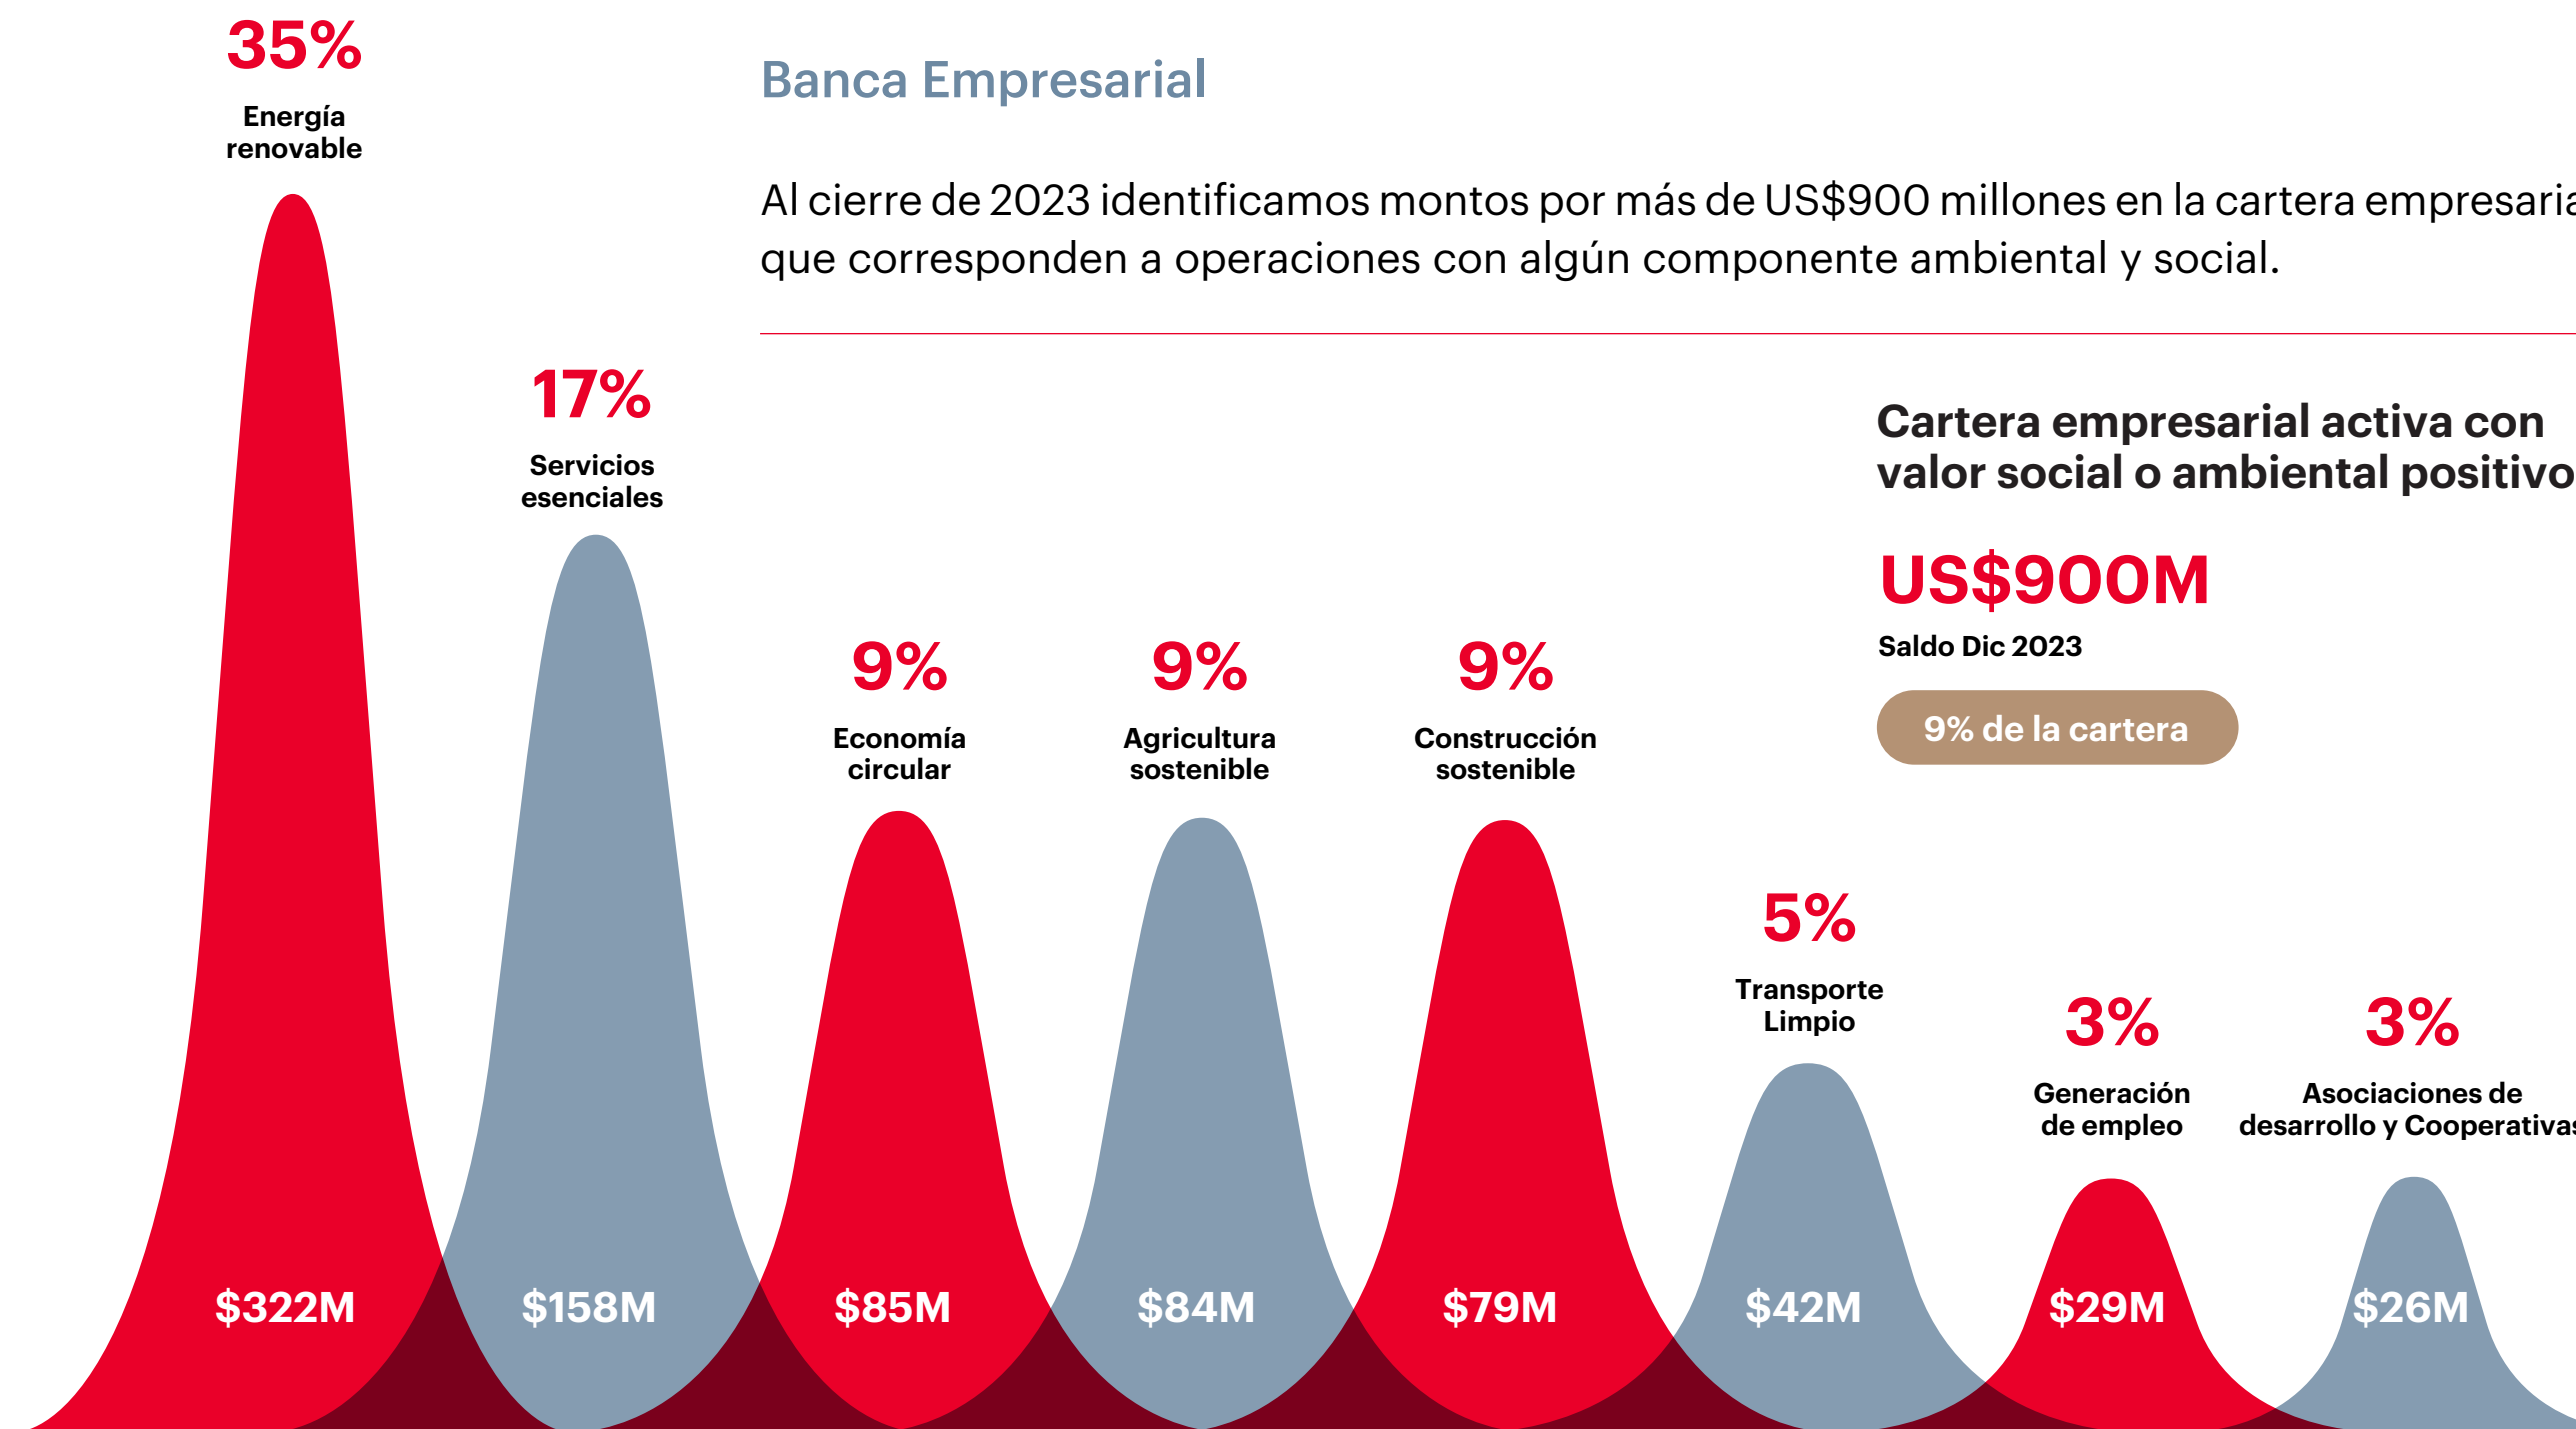 35%
Energía
renovable
Banca Empresarial
Al cierre de 2023 identificamos montos por más de US$900 millones en la cartera
que corresponden a operaciones con algún componente ambiental y social.
17%
Servicios
esenciales
Cartera empresarial activa con
valor social o ambiental positivo
US$900M
Saldo Dic 2023
9% de la cartera
9%
Economía
circular
9%
Agricultura
sostenible
9%
Construcción
sostenible
5%
Transporte
Limpio
3%
Generación
de empleo
3%
Asociaciones de
desarrollo y Cooperativas
$322M
$158M
$85M
$84M
$79M
$42M
$29M
$26M